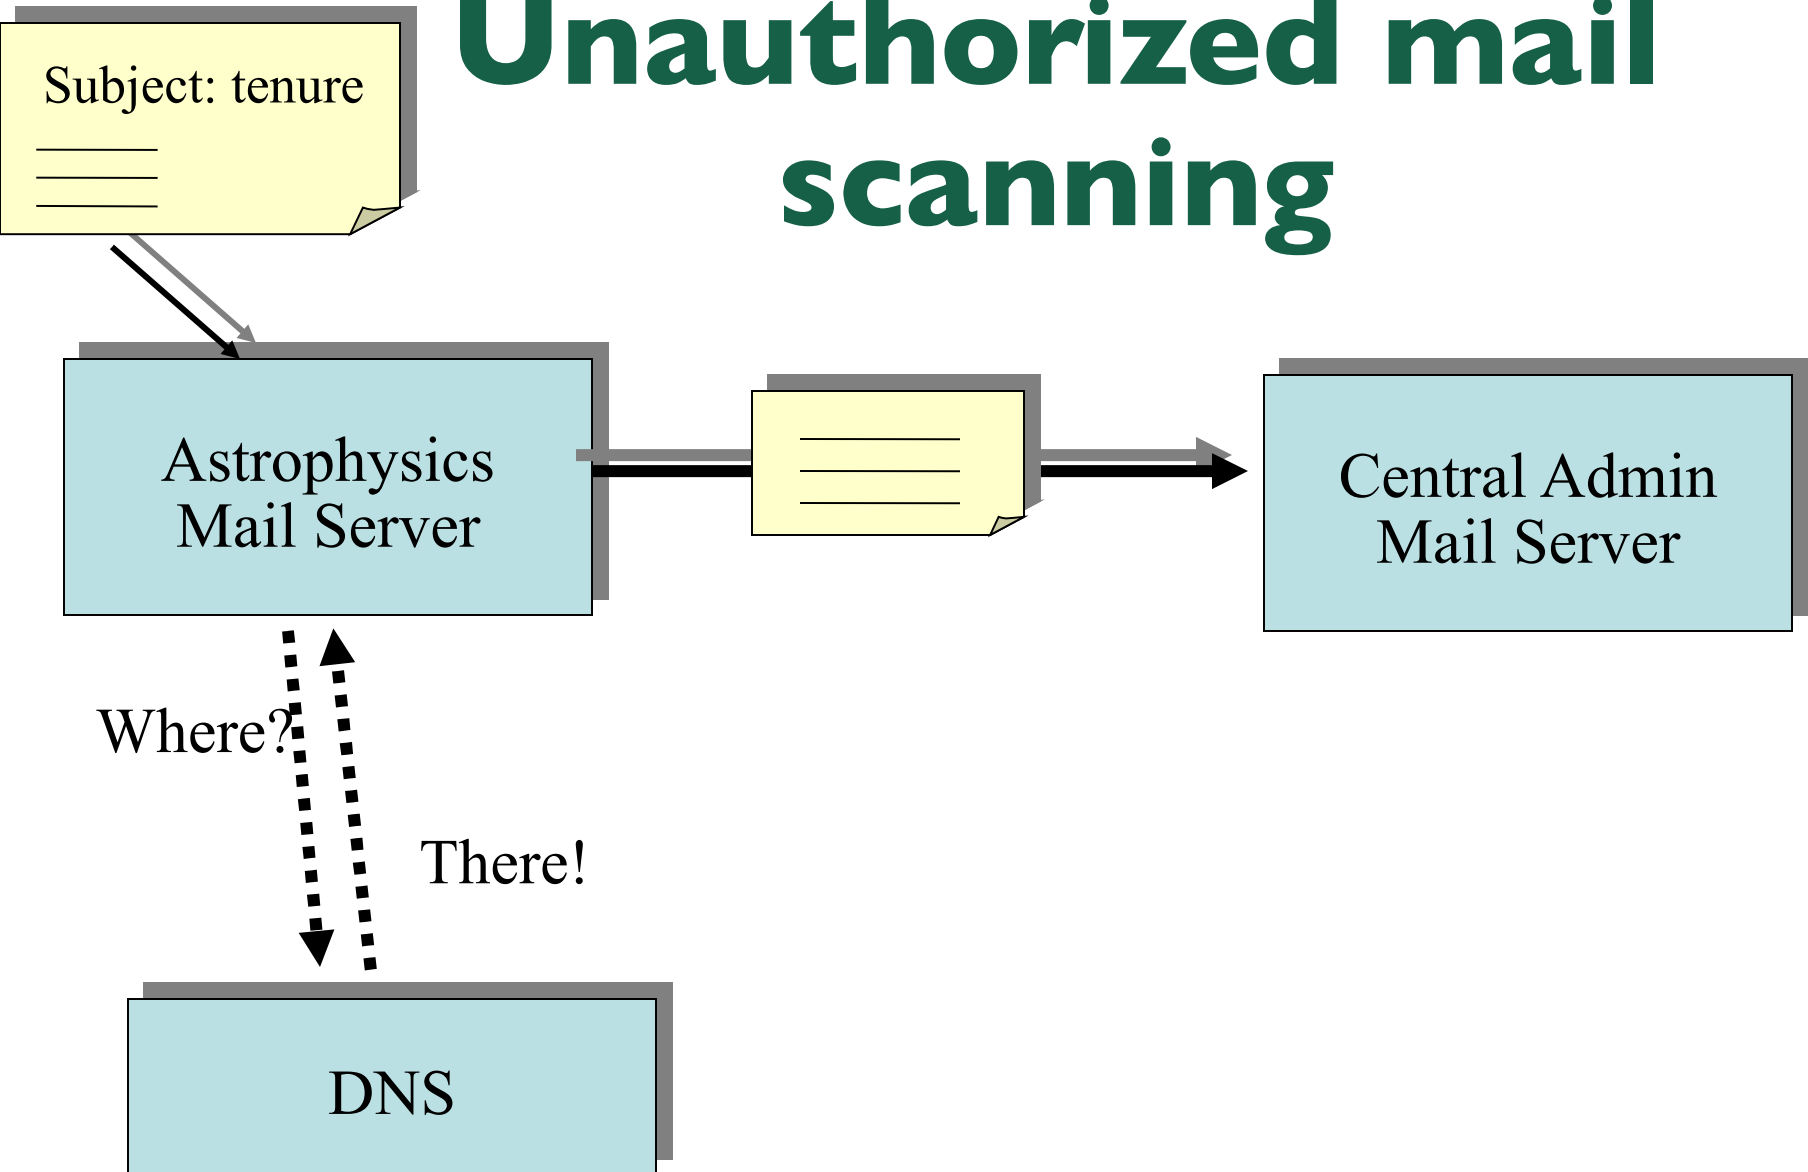 Unauthorized mail
scanning
Subject: tenure
Astrophysics
Mail Server
Central Admin
Mail Server
Where?
There!
DNS